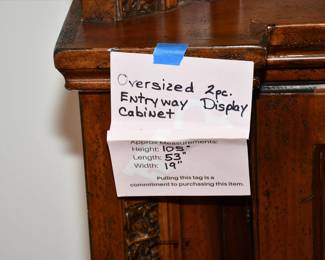 Oversized 2pc.
Entryway Display
Cabinet
Approx Measurements:
Height: 105"
Length: 53"
Width: 19"
Pulling this tag is a
commitment to purchasing this item.